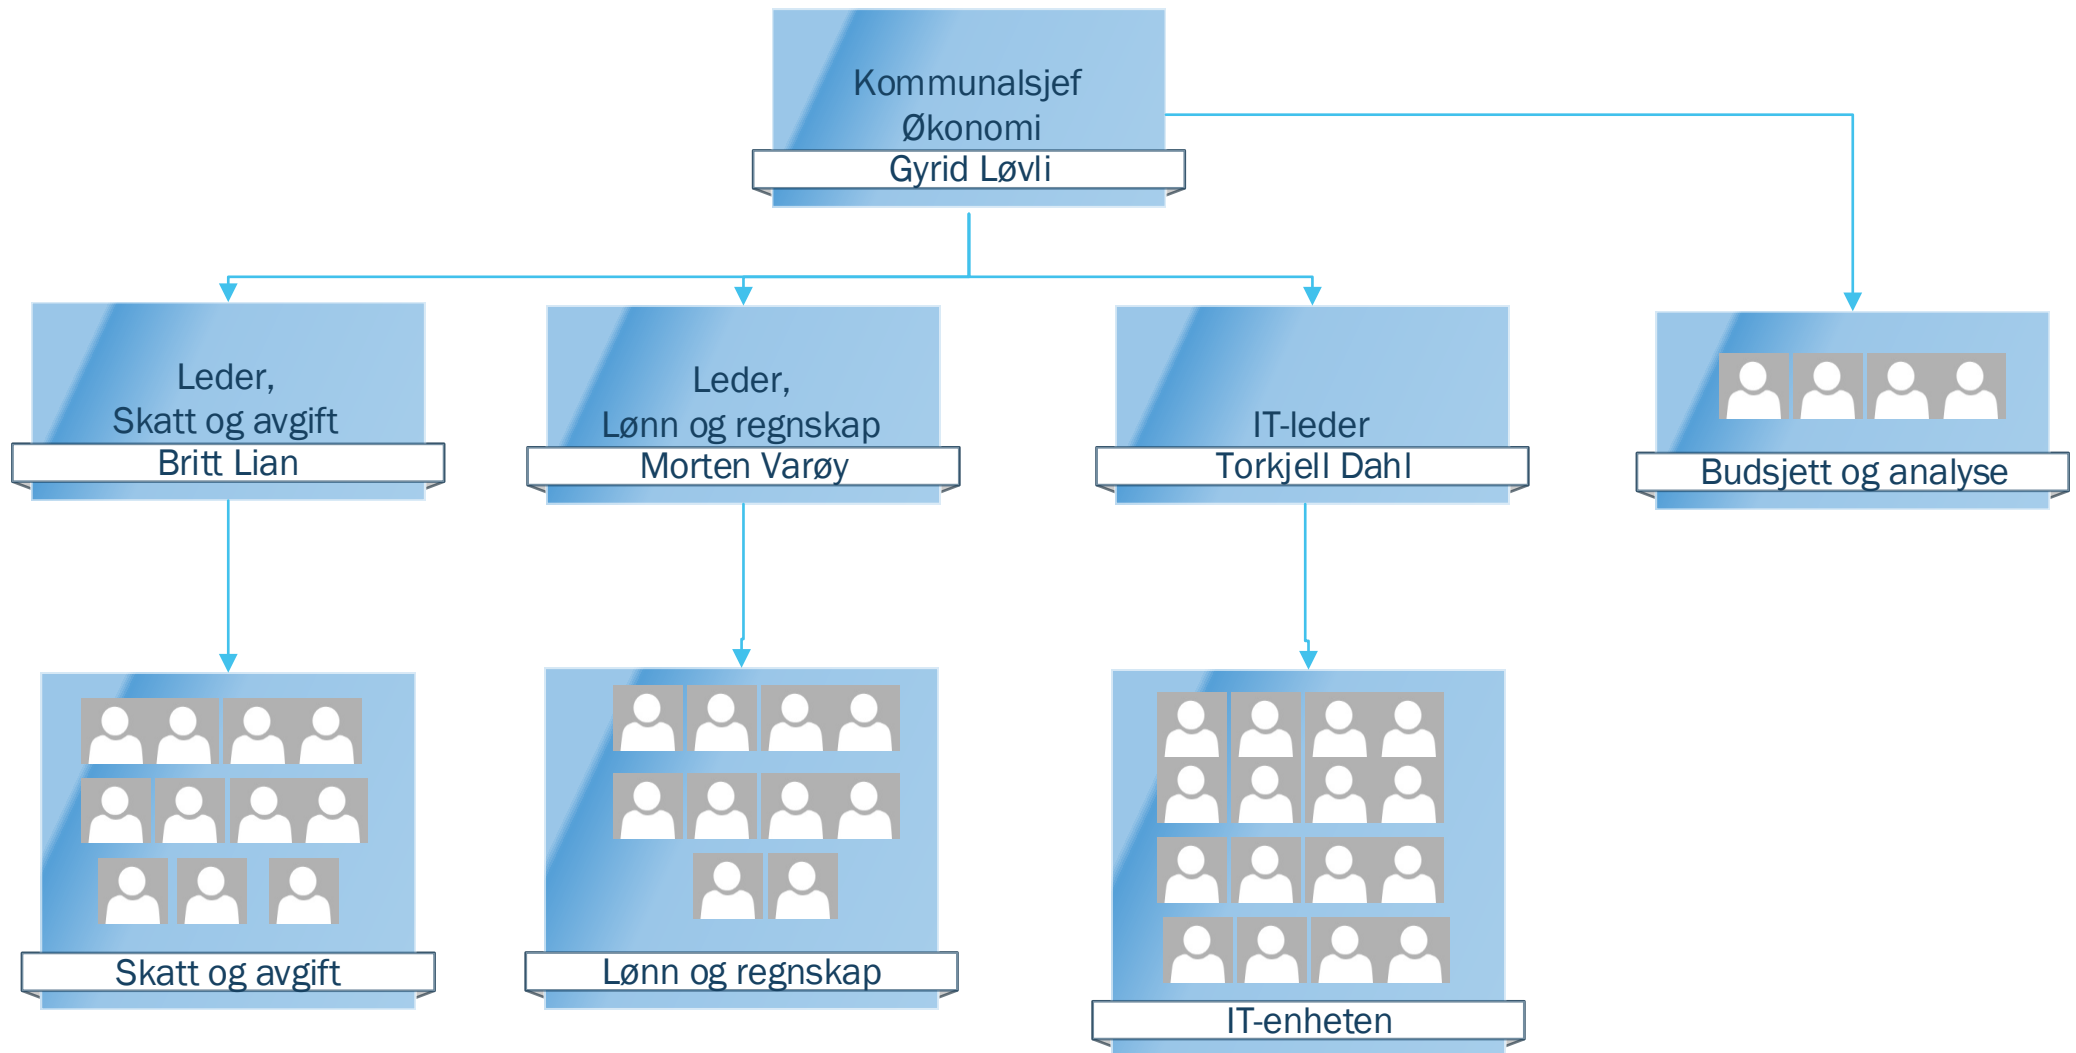 Kommunalsjef
Økonomi
Gyrid Løvli
Leder,
Skatt og avgift
Britt Lian
Leder,
Lønn og regnskap
Morten Varøy
IT-leder
Torkjell Dahl
Budsjett og analyse
Skatt og avgift
Lønn og regnskap
IT-enheten